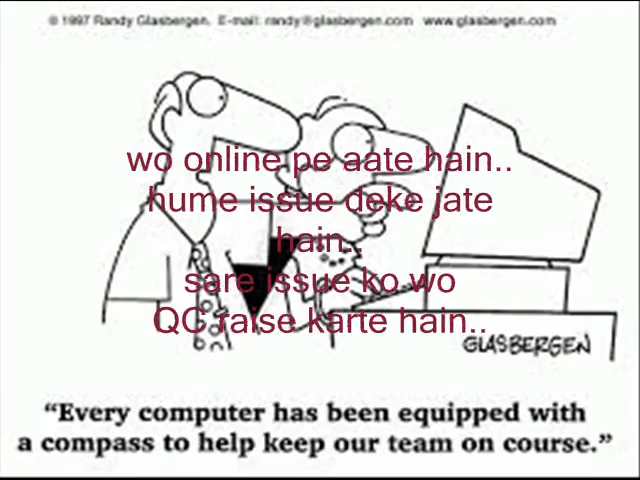 © 1997 Randy Glasbergen. E-mail: randy@glasbergen.com www.glasbergen.com
wo online pe aate hain..
hume issue deke jate
hain..
sare issue ko wo
QC raise karte hain..
GLASBERGEN
“Every computer has been equipped with
a compass to help keep our team on course.”